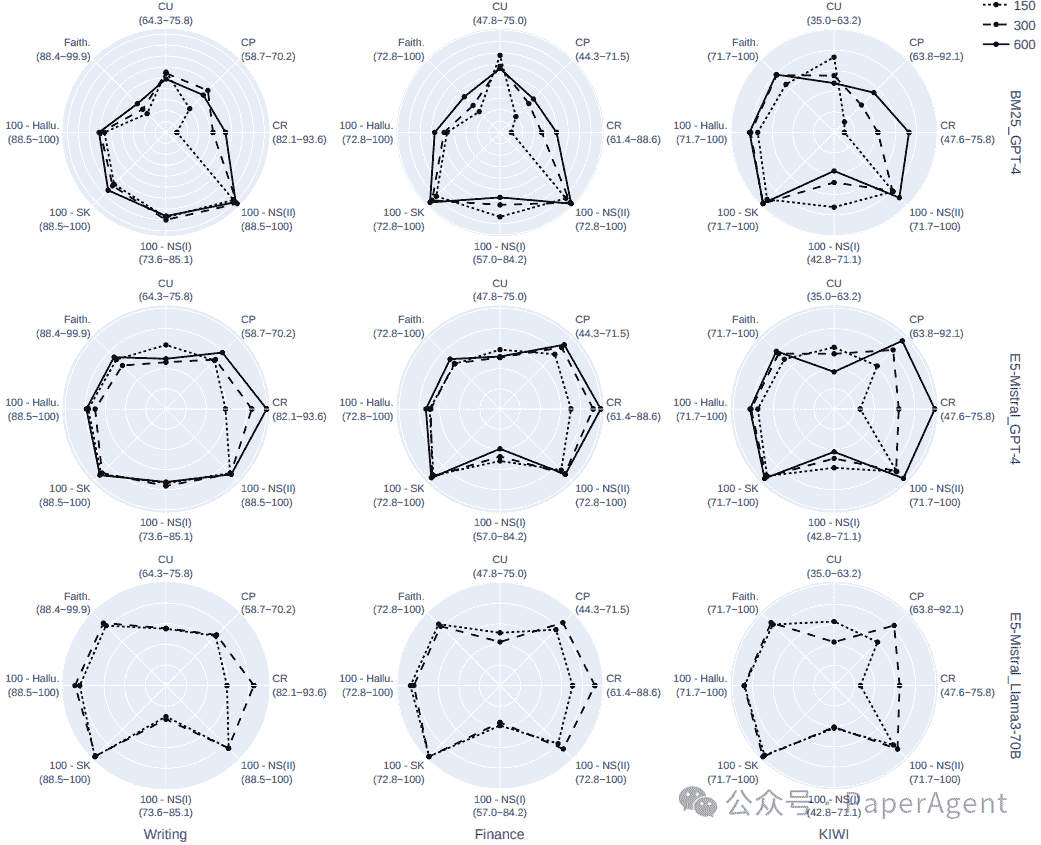 150
300
600
CU
(64.3−75.8)
CP
(58.7−70.2)
CR
(82.1−93.6)
100 - NS(II)
(88.5−100)
100 - NS(I)
(73.6−85.1)
100 - SK
(88.5−100)
100 - Hallu.
(88.5−100)
Faith.
(88.4−99.9)
CU
(47.8−75.0)
CP
(44.3−71.5)
CR
(61.4−88.6)
100 - NS(II)
(72.8−100)
100 - NS(I)
(57.0−84.2)
100 - SK
(72.8−100)
100 - Hallu.
(72.8−100)
Faith.
(72.8−100)
CU
(35.0−63.2)
CP
(63.8−92.1)
CR
(47.6−75.8)
100 - NS(II)
(71.7−100)
100 - NS(I)
(42.8−71.1)
100 - SK
(71.7−100)
100 - Hallu.
(71.7−100)
Faith.
(71.7−100)
BM25_GPT-4
CU
(64.3−75.8)
CP
(58.7−70.2)
CR
(82.1−93.6)
100 - NS(II)
(88.5−100)
100 - NS(I)
(73.6−85.1)
100 - SK
(88.5−100)
100 - Hallu.
(88.5−100)
Faith.
(88.4−99.9)
CU
(47.8−75.0)
CP
(44.3−71.5)
CR
(61.4−88.6)
100 - NS(II)
(72.8−100)
100 - NS(I)
(57.0−84.2)
100 - SK
(72.8−100)
100 - Hallu.
(72.8−100)
Faith.
(72.8−100)
CU
(35.0−63.2)
CP
(63.8−92.1)
CR
(47.6−75.8)
100 - NS(II)
(71.7−100)
100 - NS(I)
(42.8−71.1)
100 - SK
(71.7−100)
100 - Hallu.
(71.7−100)
Faith.
(71.7−100)
E5-Mistral_GPT-4
CU
(64.3−75.8)
CP
(58.7−70.2)
CR
(82.1−93.6)
100 - NS(II)
(88.5−100)
100 - NS(I)
(73.6−85.1)
100 - SK
(88.5−100)
100 - Hallu.
(88.5−100)
Faith.
(88.4−99.9)
CU
(47.8−75.0)
CP
(44.3−71.5)
CR
(61.4−88.6)
100 - NS(II)
(72.8−100)
100 - NS(I)
(57.0−84.2)
100 - SK
(72.8−100)
100 - Hallu.
(72.8−100)
Faith.
(72.8−100)
CU
(35.0−63.2)
CP
(63.8−92.1)
CR
(47.6−75.8)
100 - NS(II)
(71.7−100)
100 - NS(I)
(42.8−71.1)
100 - SK
(71.7−100)
100 - Hallu.
(71.7−100)
Faith.
(71.7−100)
E5-Mistral_Llama3-70B
公众号 · PaperAgent
Writing
Finance
KIWI